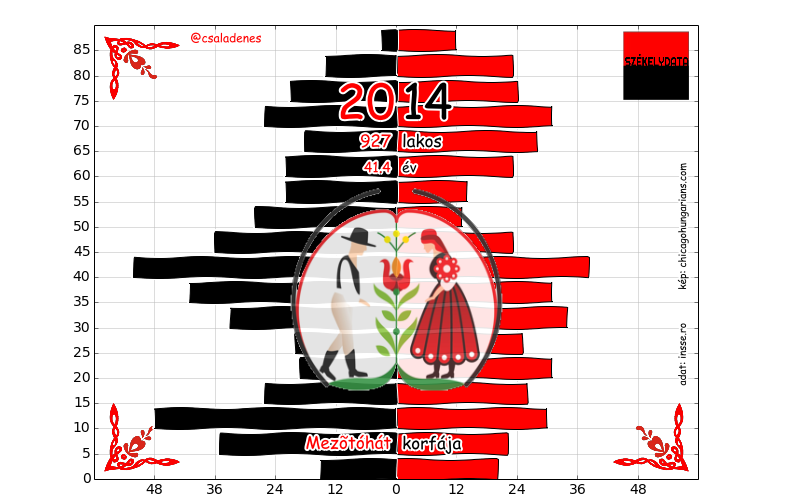 @csaladenes
SZÉKELYDATA
2014
927 lakos
41,4 év
kép: chicagohungarians.com
adat: insse.ro
Mezőtóhát korfája
85
80
75
70
65
60
55
50
45
40
35
30
25
20
15
10
5
0
48 36 24 12 0 12 24 36 48